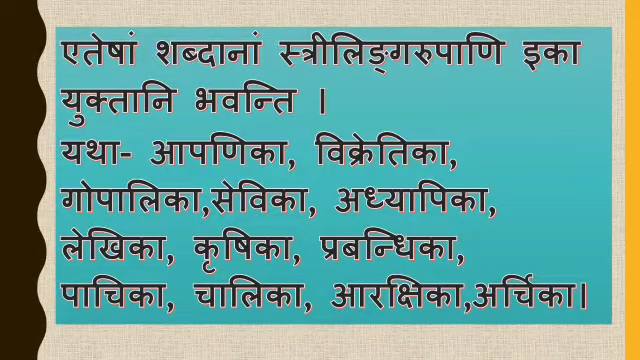 एतेषां शब्दानां स्त्रीलिङ्गरुपाणि इका
युक्तानि भवन्ति ।
यथा- आपणिका, विक्रेतिका,
गोपालिका,सेविका, अध्यापिका,
लेखिका, कृषिका, प्रबन्धिका,
पाचिका, चालिका, आरक्षिका,अर्चिका।